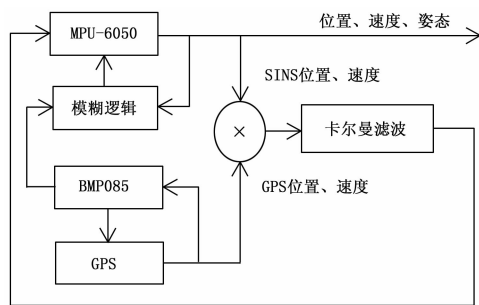 MPU-6050
位置、速度、姿态
SINS位置、速度
模糊逻辑
×
卡尔曼滤波
BMP085
GPS位置、速度
GPS